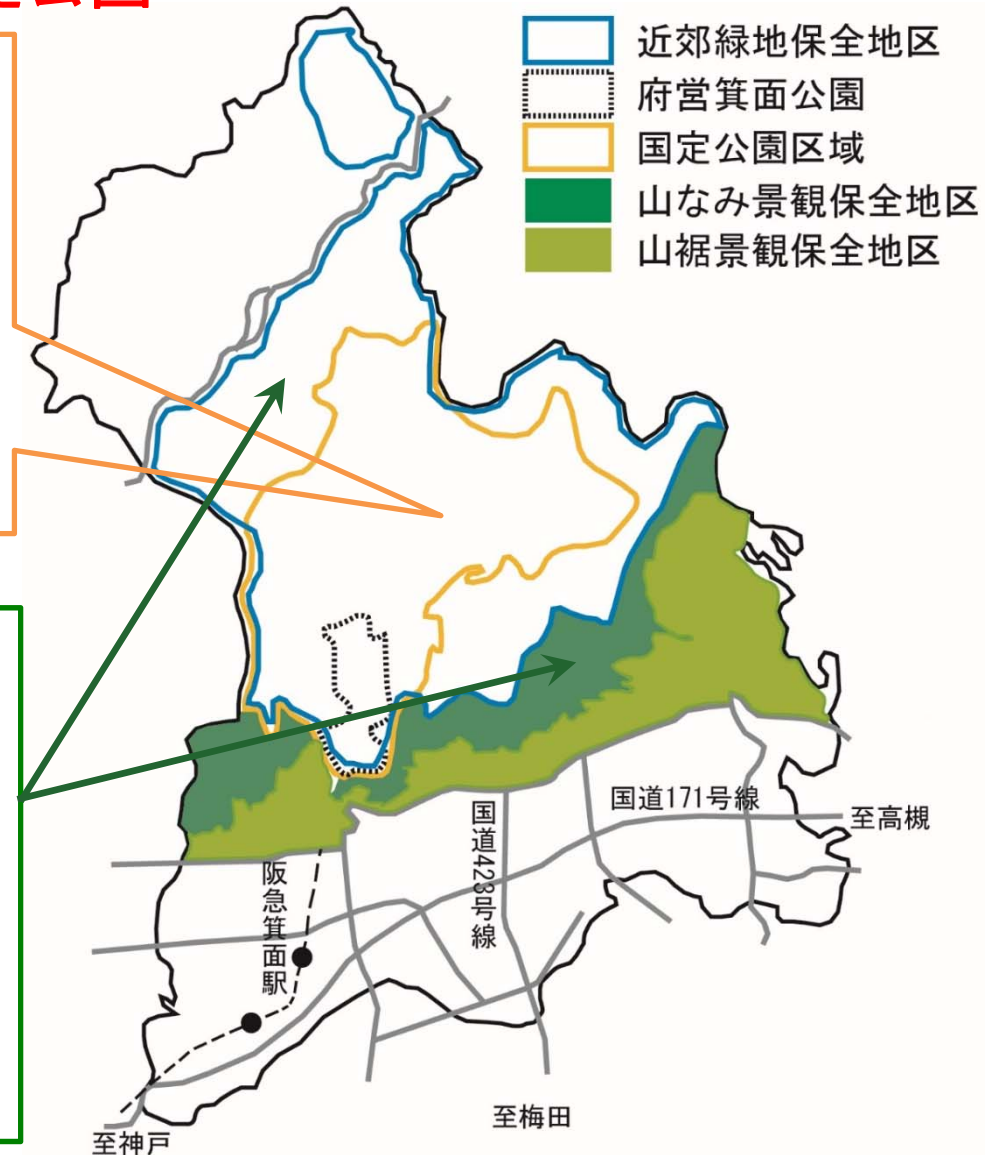 近郊緑地保全地区
府営箕面公園
国定公園区域
山なみ景観保全地区
山裾景観保全地区
国道171号線
至高槻
国道423号線
阪急箕面駅
至梅田
至神戸